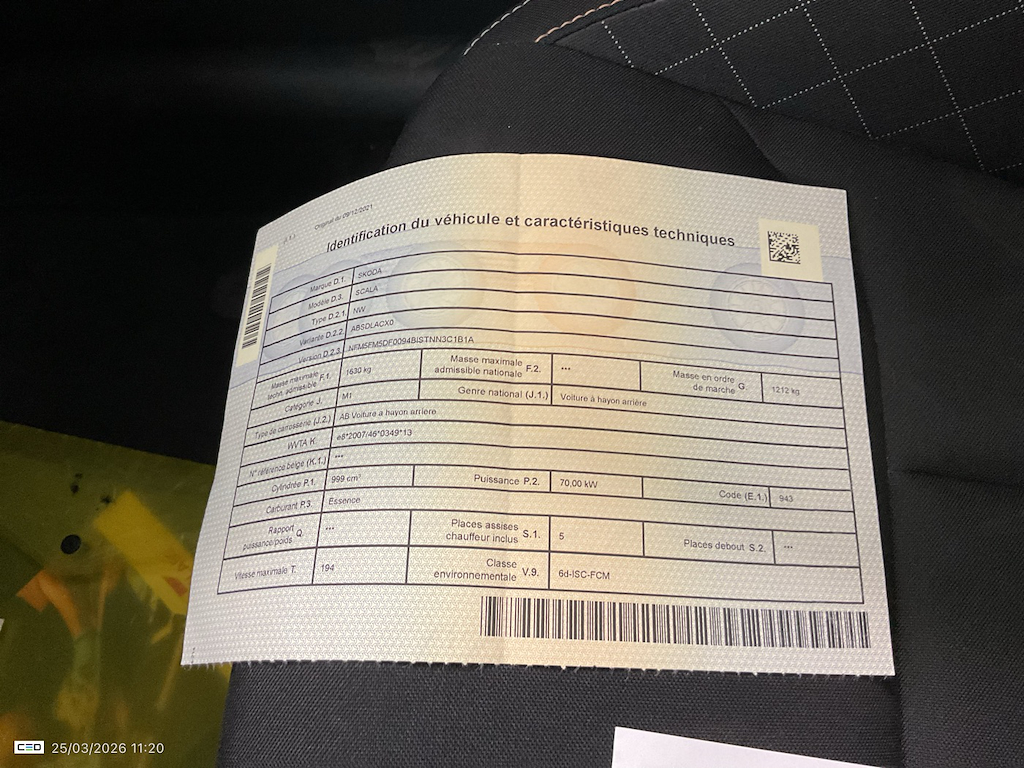 (J.1.) Original du 09/12/2021
Identification du véhicule et caractéristiques techniques
Marque D.1. SKODA
Modèle D.3. SCALA
Type D.2.1. NW
Variante D.2.2. ABSDLACX0
Version D.2.3. NFM5FM5DF0094BISTNN3C1B1A
Masse maximale techn. admissible F.1. 1630 kg Masse maximale admissible nationale F.2. *** Masse en ordre de marche G. 1212 kg
Catégorie J. M1 Genre national (J.1.) Voiture à hayon arrière
Type de carrosserie (J.2.) AB Voiture à hayon arrière
WVTA K. e8*2007/46*0349*13
N° référence belge (K.1.) ***
Cylindrée P.1. 999 cm³ Puissance P.2. 70,00 kW Code (E.1.) 943
Carburant P.3. Essence
Rapport puissance/poids Q. *** Places assises chauffeur inclus S.1. 5 Places debout S.2. ***
Vitesse maximale T. 194 Classe environnementale V.9. 6d-ISC-FCM
CEO 25/03/2026 11:20